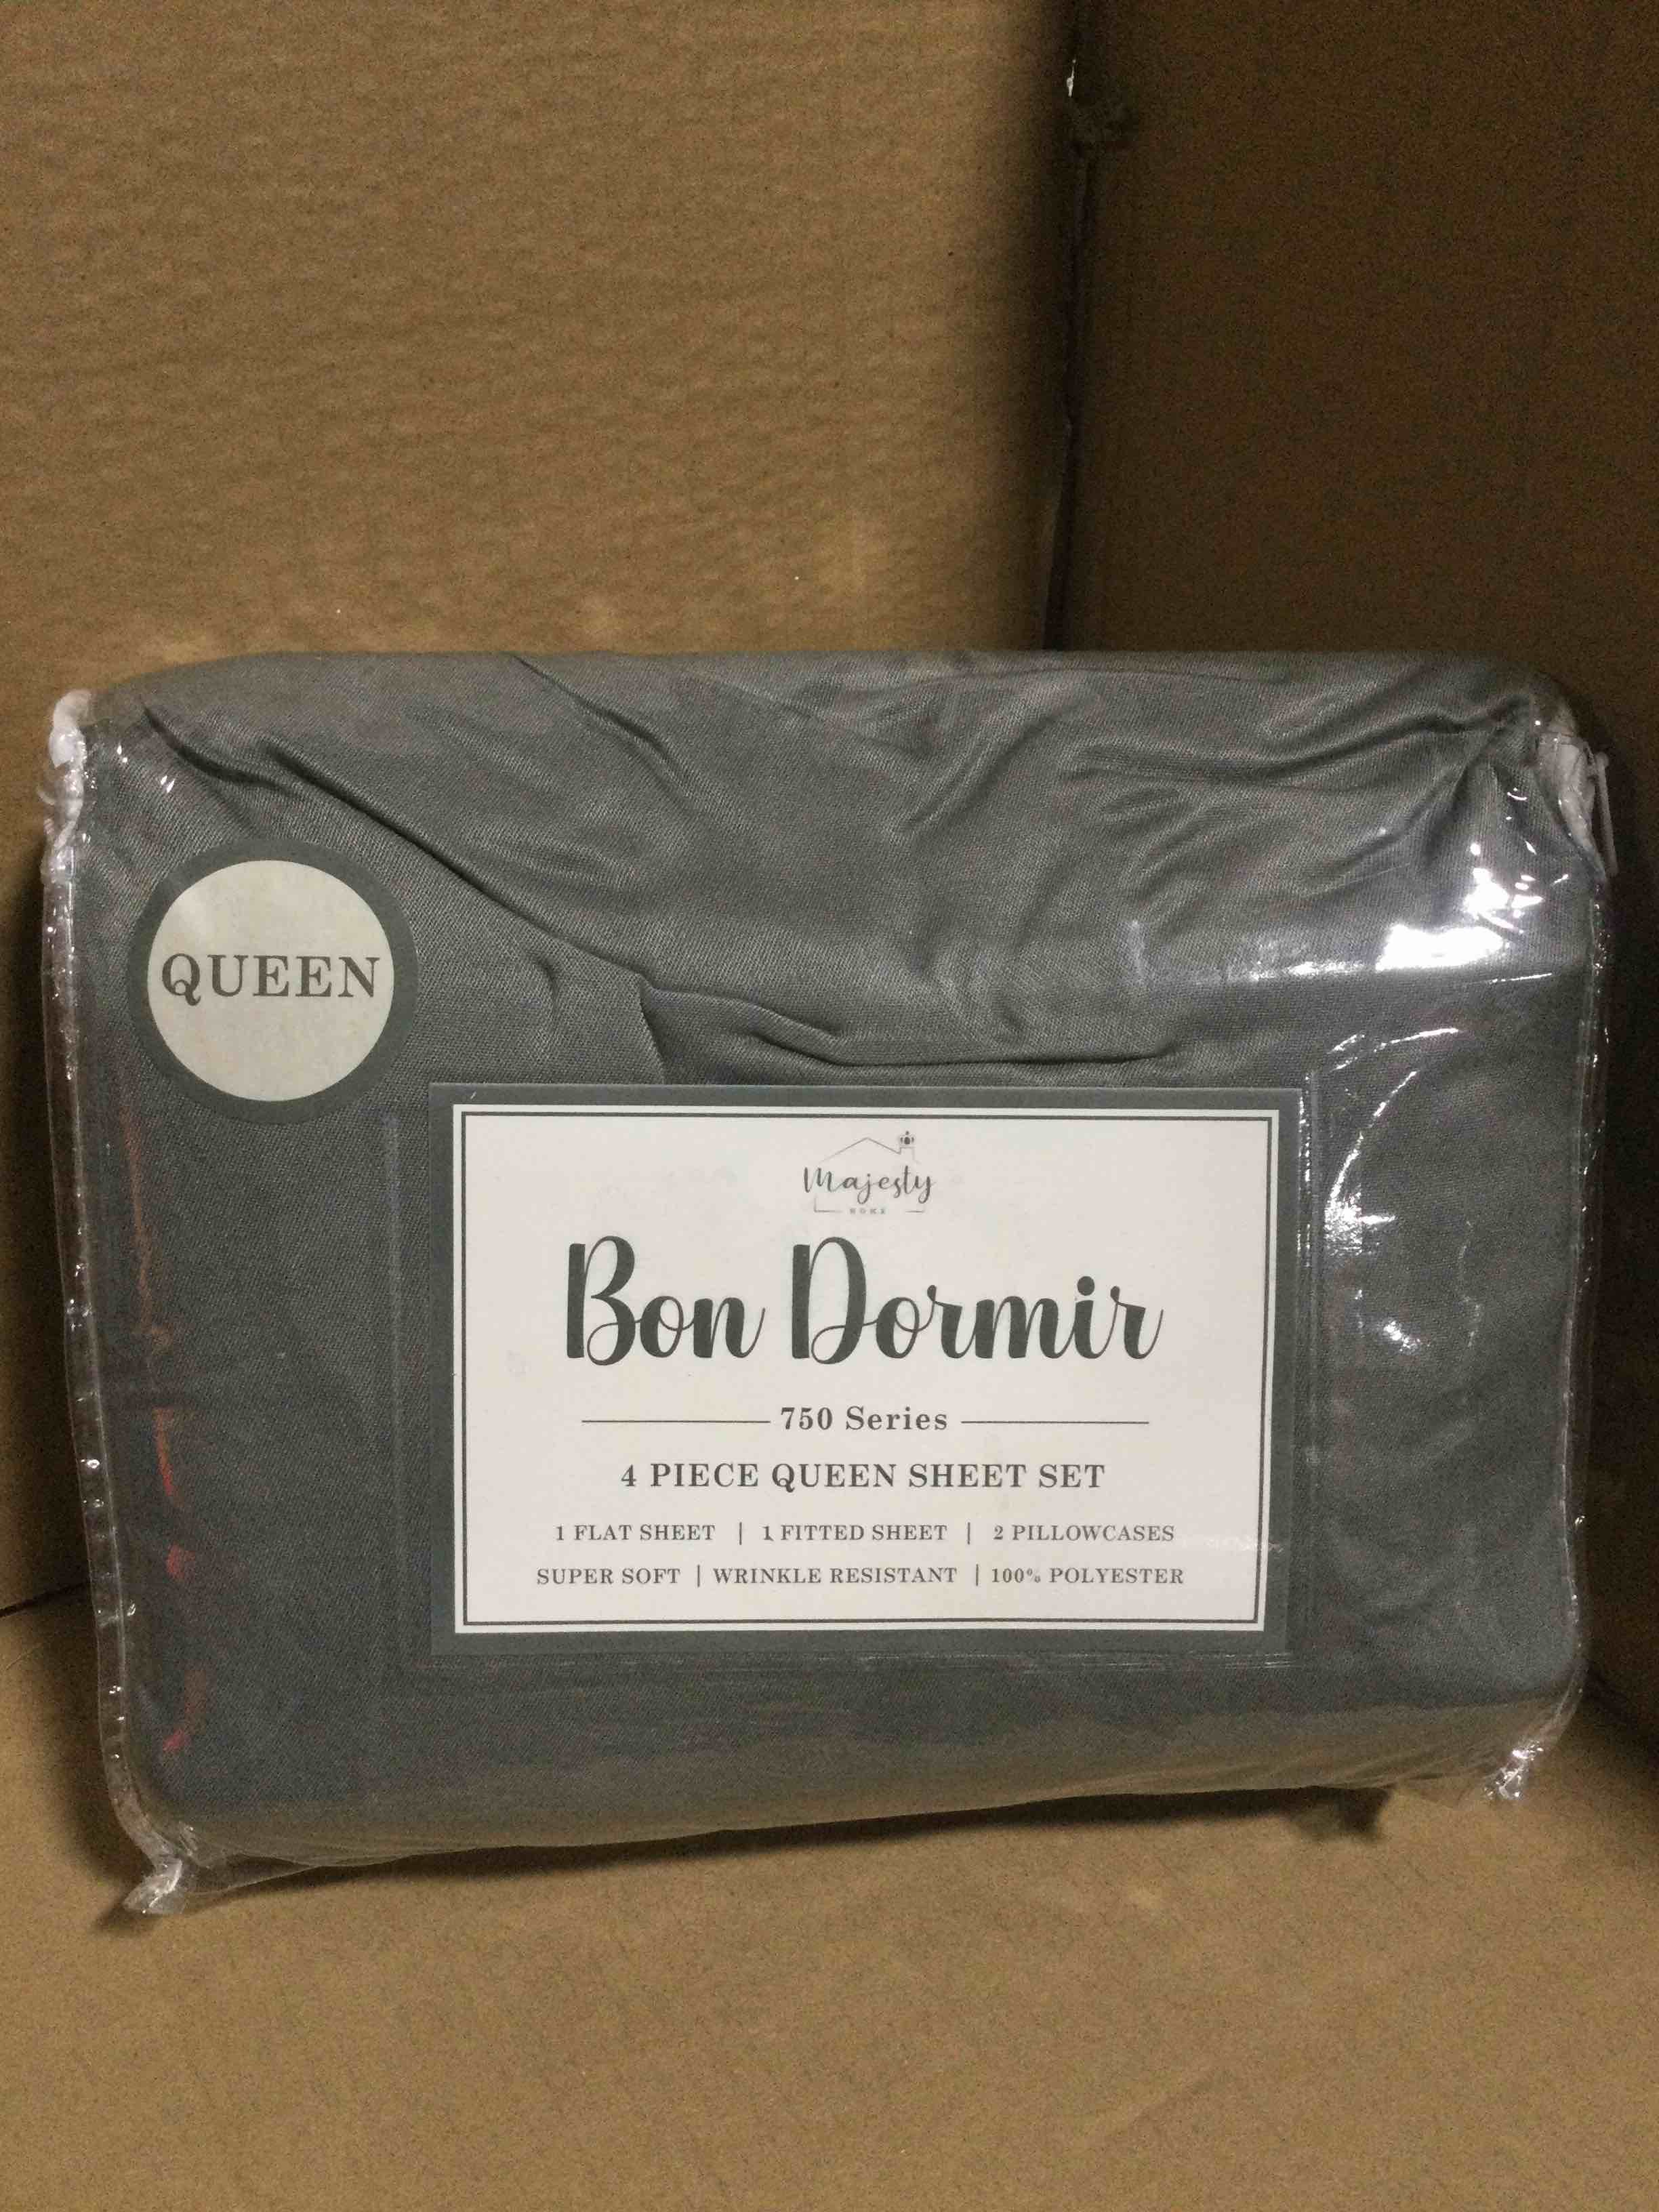 QUEEN
Majesty
HOME
Bon Dormir
750 Series
4 PIECE QUEEN SHEET SET
1 FLAT SHEET | 1 FITTED SHEET | 2 PILLOWCASES
SUPER SOFT | WRINKLE RESISTANT | 100% POLYESTER